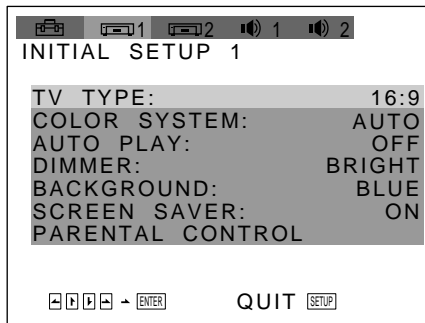 1 2 1 2
INITIAL SETUP 1
TV TYPE: 16:9
COLOR SYSTEM: AUTO
AUTO PLAY: OFF
DIMMER: BRIGHT
BACKGROUND: BLUE
SCREEN SAVER: ON
PARENTAL CONTROL
ENTER QUIT SETUP